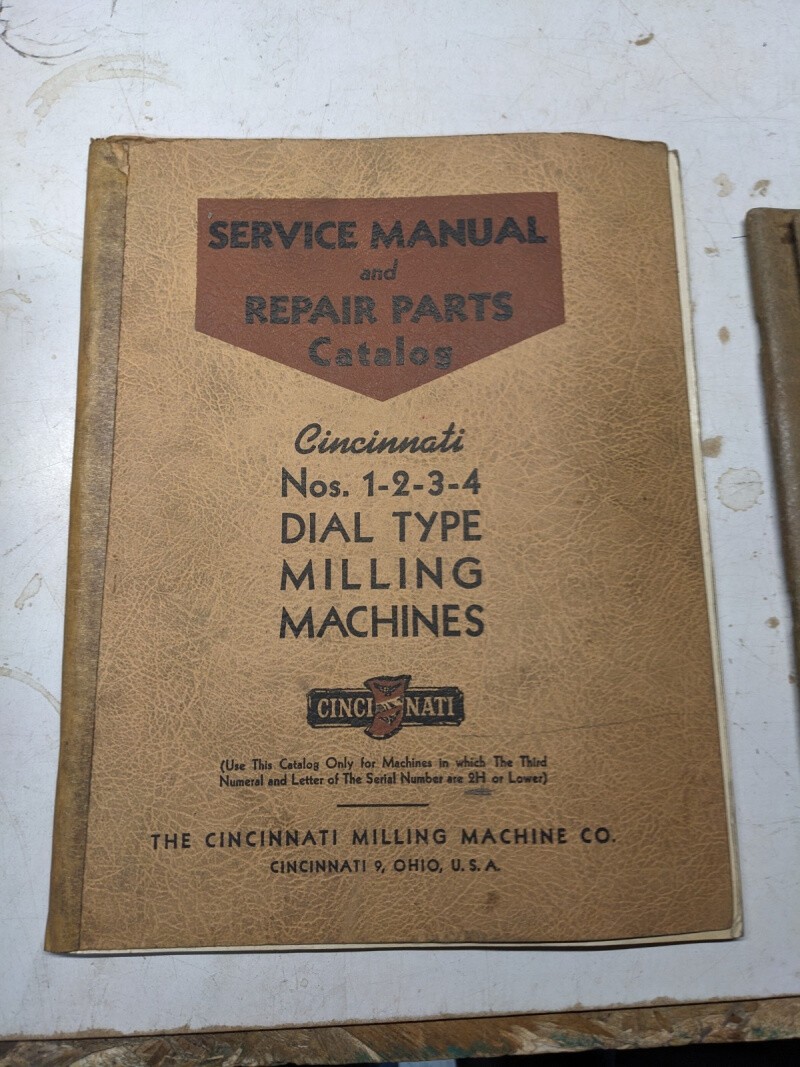 SERVICE MANUAL
and
REPAIR PARTS
Catalog
Cincinnati
Nos. 1-2-3-4
DIAL TYPE
MILLING
MACHINES
CINCINNATI
(Use This Catalog Only for Machines in which The Third
Numeral and Letter of The Serial Number are 2H or Lower)
THE CINCINNATI MILLING MACHINE CO.
CINCINNATI 9, OHIO, U. S. A.